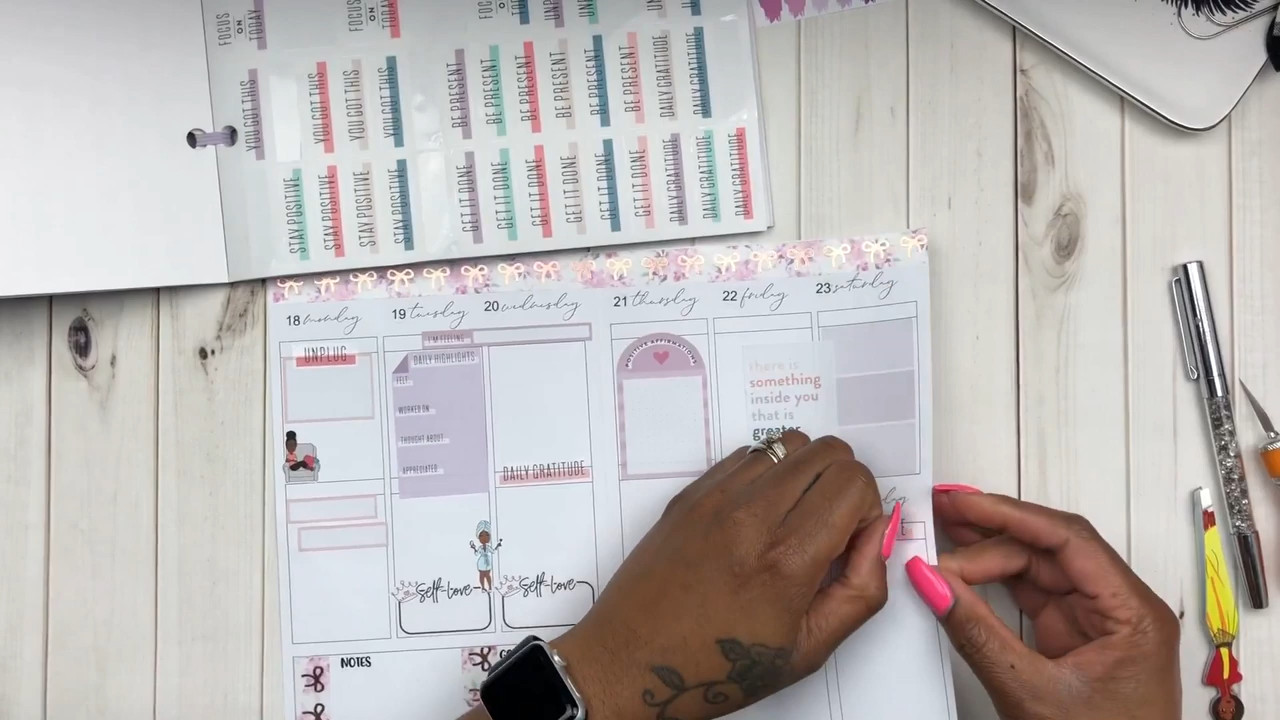 FOCUS ON TODAY
FOCUS ON TODAY
YOU GOT THIS
YOU GOT THIS
YOU GOT THIS
YOU GOT THIS
BE PRESENT
BE PRESENT
BE PRESENT
BE PRESENT
BE PRESENT
BE PRESENT
DAILY GRATITUDE
DAILY GRATITUDE
STAY POSITIVE
STAY POSITIVE
STAY POSITIVE
STAY POSITIVE
GET IT DONE
GET IT DONE
GET IT DONE
GET IT DONE
GET IT DONE
GET IT DONE
DAILY GRATITUDE
DAILY GRATITUDE
DAILY GRATITUDE
18 monday
19 tuesday
20 wednesday
21 thursday
22 friday
23 saturday
UNPLUG
I'M FEELING
DAILY HIGHLIGHTS
FELT
WORKED ON
THOUGHT ABOUT
APPRECIATED
DAILY GRATITUDE
POSITIVE AFFIRMATIONS
there is
something
inside you
that is
greater
Self-love
Self-love
NOTES